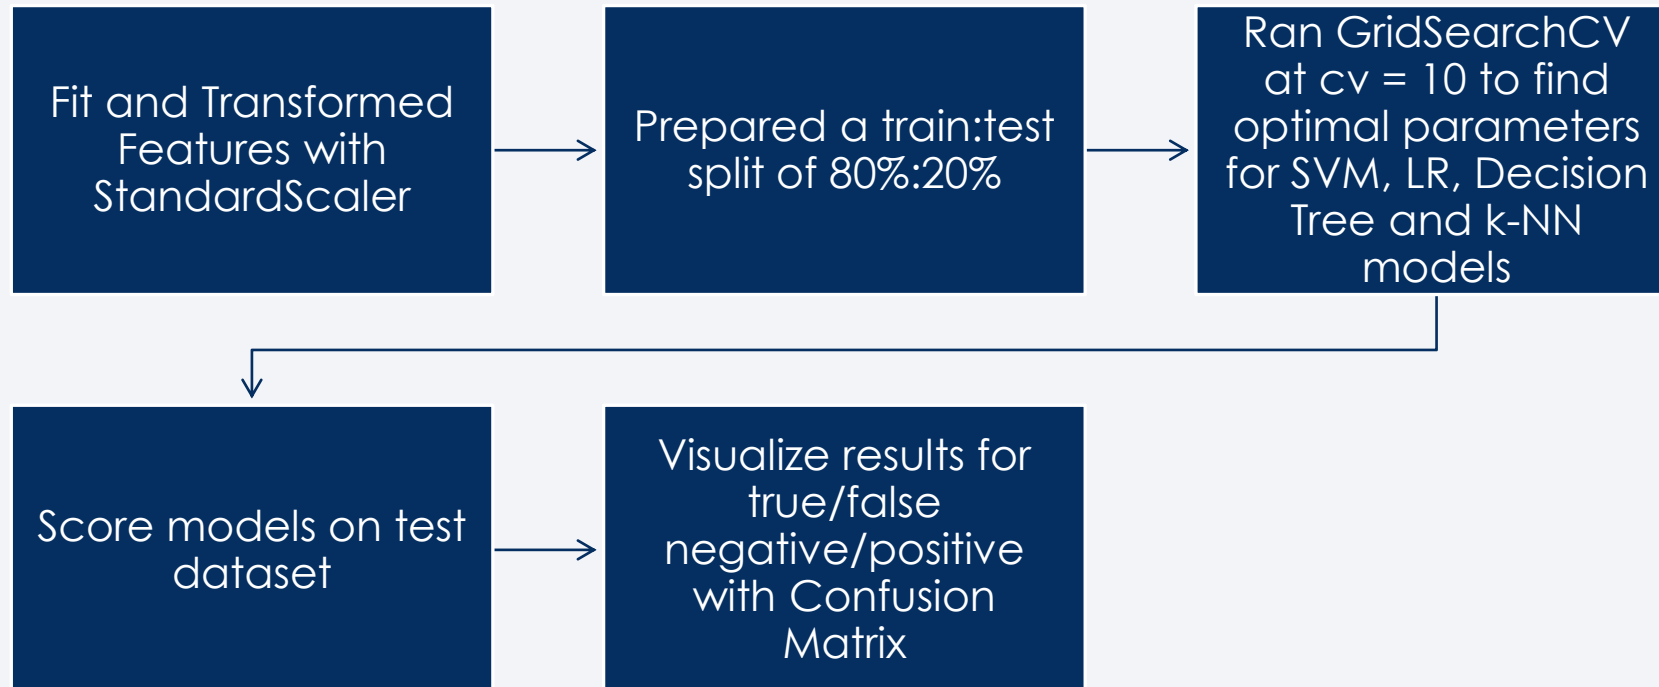 Fit and Transformed
Features with
StandardScaler
Prepared a train:test
split of 80%:20%
Ran GridSearchCV
at cv = 10 to find
optimal parameters
for SVM, LR, Decision
Tree and k-NN
models
Score models on test
dataset
Visualize results for
true/false
negative/positive
with Confusion
Matrix